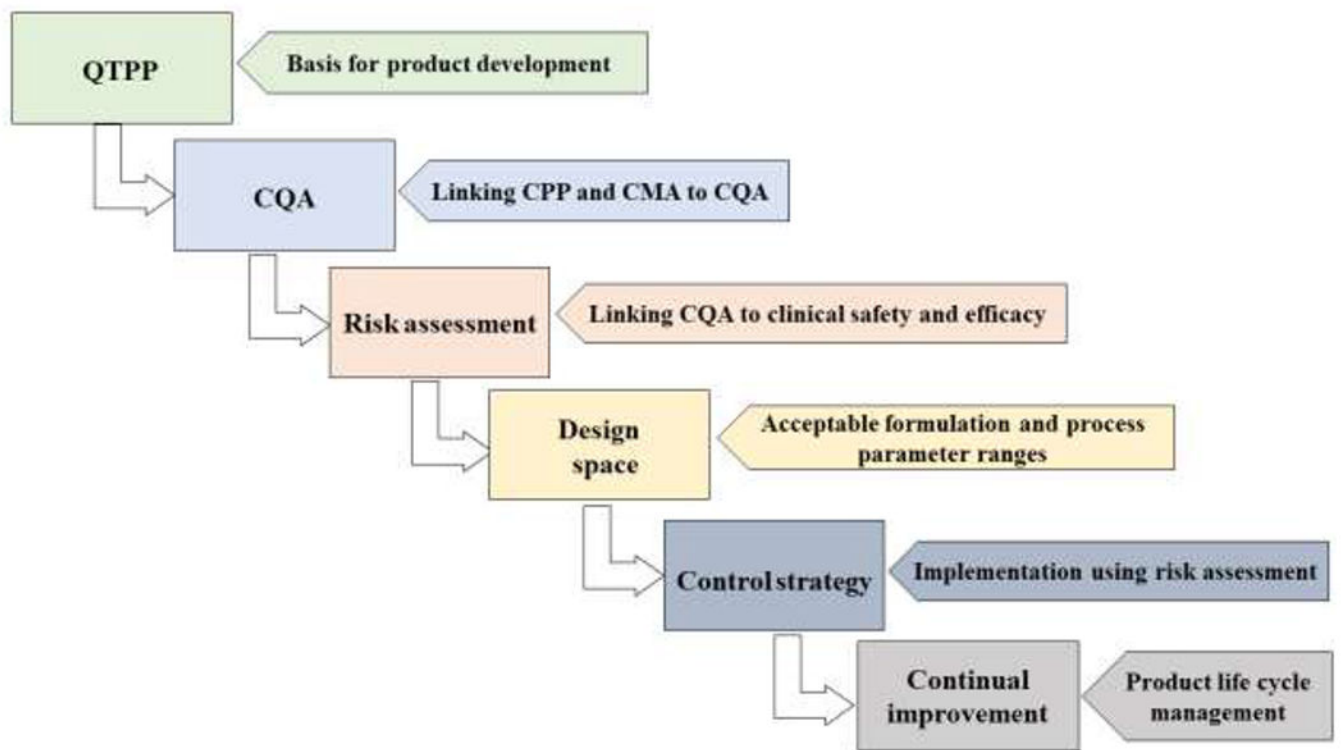 QTPP
Basis for product development
CQA
Linking CPP and CMA to CQA
Risk assessment
Linking CQA to clinical safety and efficacy
Design
space
Acceptable formulation and process
parameter ranges
Control strategy
Implementation using risk assessment
Continual
improvement
Product life cycle
management